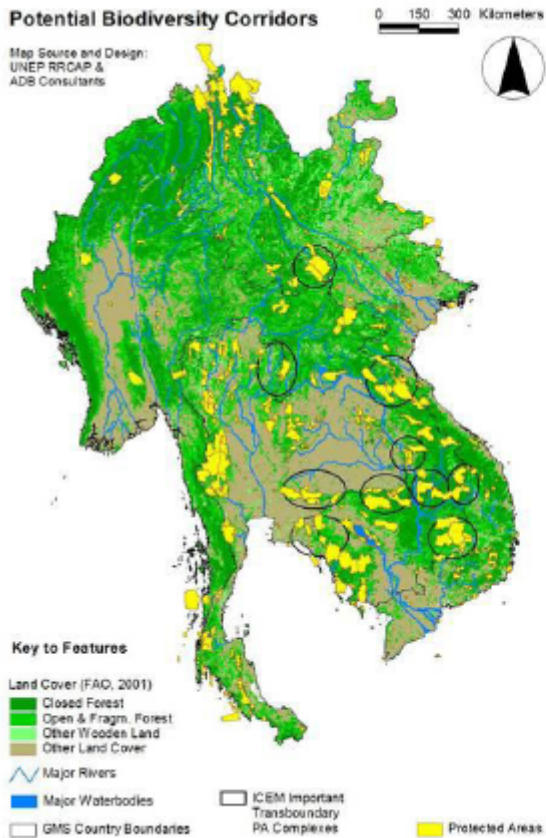 Potential Biodiversity Corridors
0 150 300 Kilometers
Map Source and Design:
UNEP RRCAP &
ADB Consultants
Key to Features
Land Cover (FAO, 2001)
Closed Forest
Open & Fragm. Forest
Other Wooden Land
Other Land Cover
Major Rivers
Major Waterbodies
GMS Country Boundaries
ICEM Important
Transboundary
PA Complexes
Protected Areas